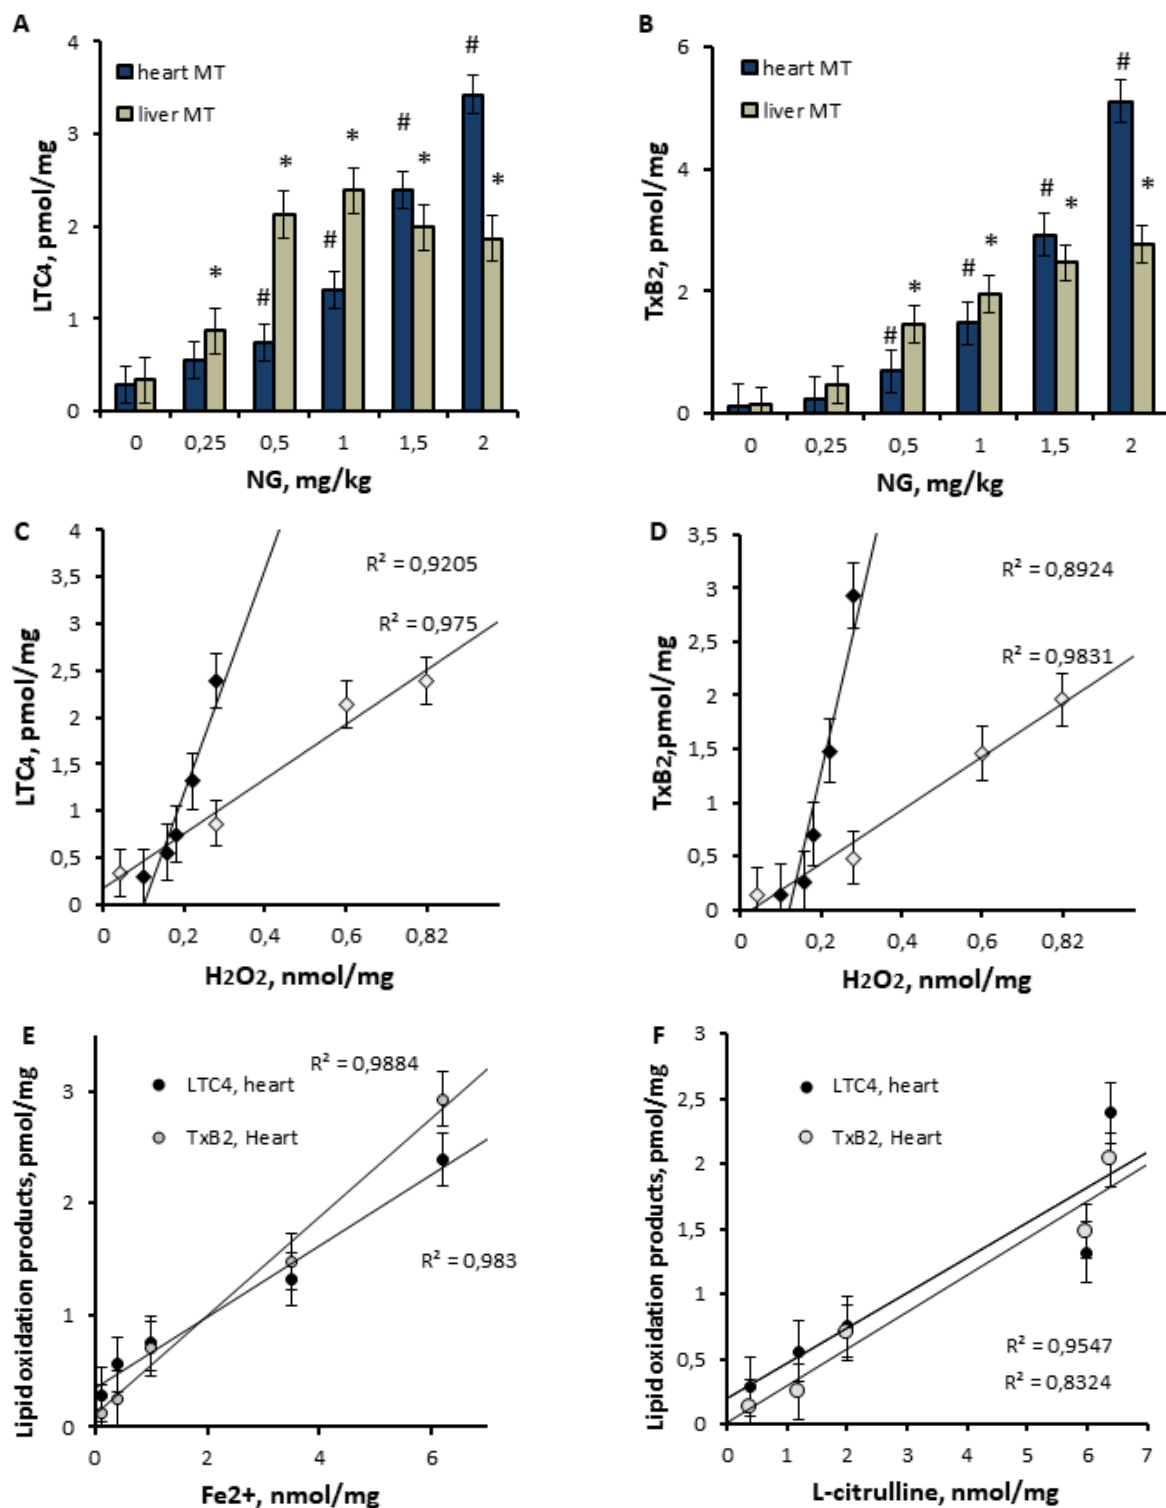 A
4
3
2
1
0
LTC4, pmol/mg
heart MT
liver MT
#
#
#
#
*
*
*
*
*
0
0,25
0,5
1
1,5
2
NG, mg/kg
B
6
4
2
0
TxB2, pmol/mg
heart MT
liver MT
#
#
#
#
*
*
*
*
0
0,25
0,5
1
1,5
2
NG, mg/kg
C
4
3,5
3
2,5
2
1,5
1
0,5
0
LTC4, pmol/mg
R² = 0,9205
R² = 0,975
0
0,2
0,4
0,6
0,82
H2O2, nmol/mg
D
3,5
3
2,5
2
1,5
1
0,5
0
TxB2,pmol/mg
R² = 0,8924
R² = 0,9831
0
0,2
0,4
0,6
0,82
H2O2, nmol/mg
E
3
2
1
0
Lipid oxidation products, pmol/mg
R² = 0,9884
LTC4, heart
TxB2, Heart
R² = 0,983
0
2
4
6
Fe2+, nmol/mg
F
3
2,5
2
1,5
1
0,5
0
Lipid oxidation products, pmol/mg
LTC4, heart
TxB2, Heart
R² = 0,9547
R² = 0,8324
0
1
2
3
4
5
6
7
L-citrulline, nmol/mg